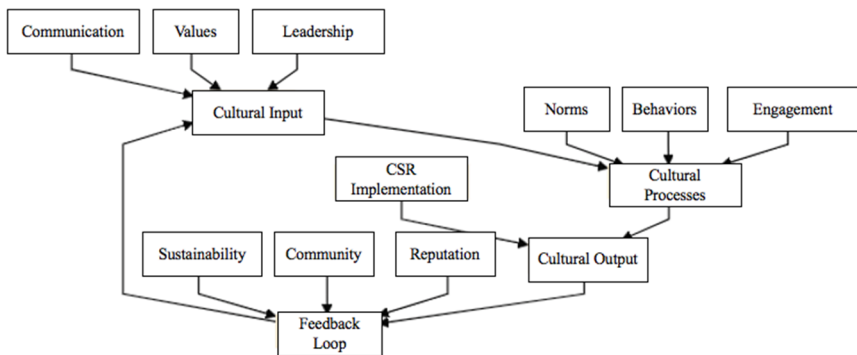 Communication
Values
Leadership
Cultural Input
Norms
Behaviors
Engagement
CSR
Implementation
Cultural
Processes
Sustainability
Community
Reputation
Cultural Output
Feedback
Loop